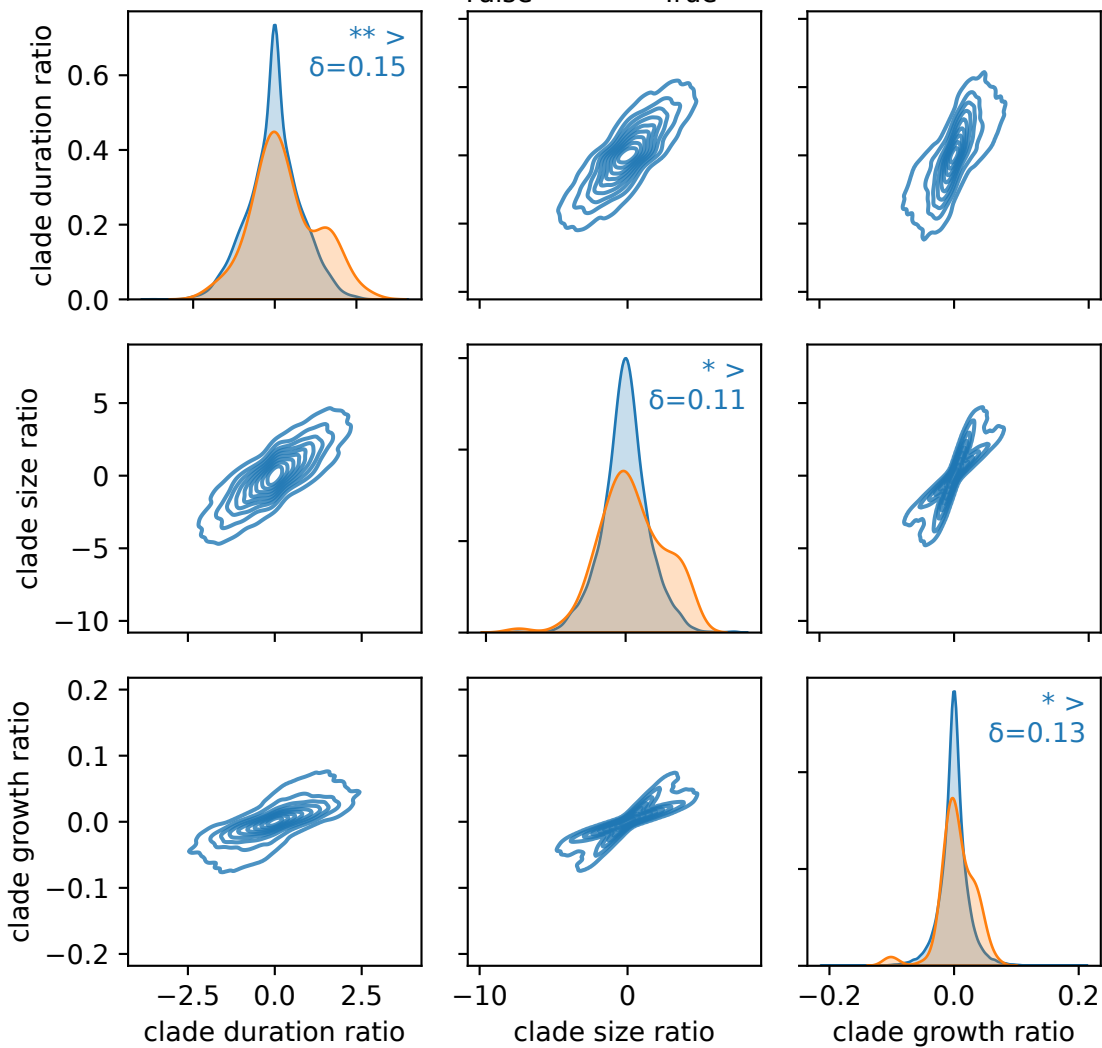 True
clade duration ratio
0.6
0.4
0.2
0.0
** >
δ=0.15
clade size ratio
5
0
−5
−10
* >
δ=0.11
clade growth ratio
0.2
0.1
0.0
−0.1
−0.2
* >
δ=0.13
−2.5
0.0
2.5
−10
0
−0.2
0.0
0.2
clade duration ratio
clade size ratio
clade growth ratio